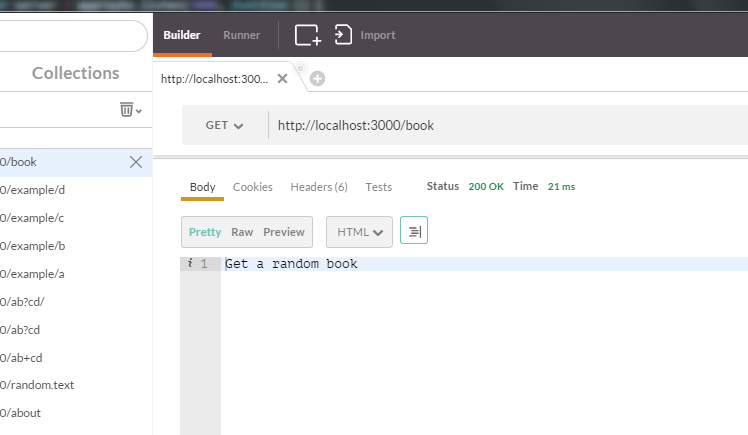 Builder Runner Import
Collections
http://localhost:300...
GET http://localhost:3000/book
0/book
0/example/d
0/example/c
0/example/b
0/example/a
0/ab?cd/
0/ab?cd
0/ab+cd
0/random.text
0/about
Body Cookies Headers (6) Tests Status 200 OK Time 21 ms
Pretty Raw Preview HTML
i 1 Get a random book